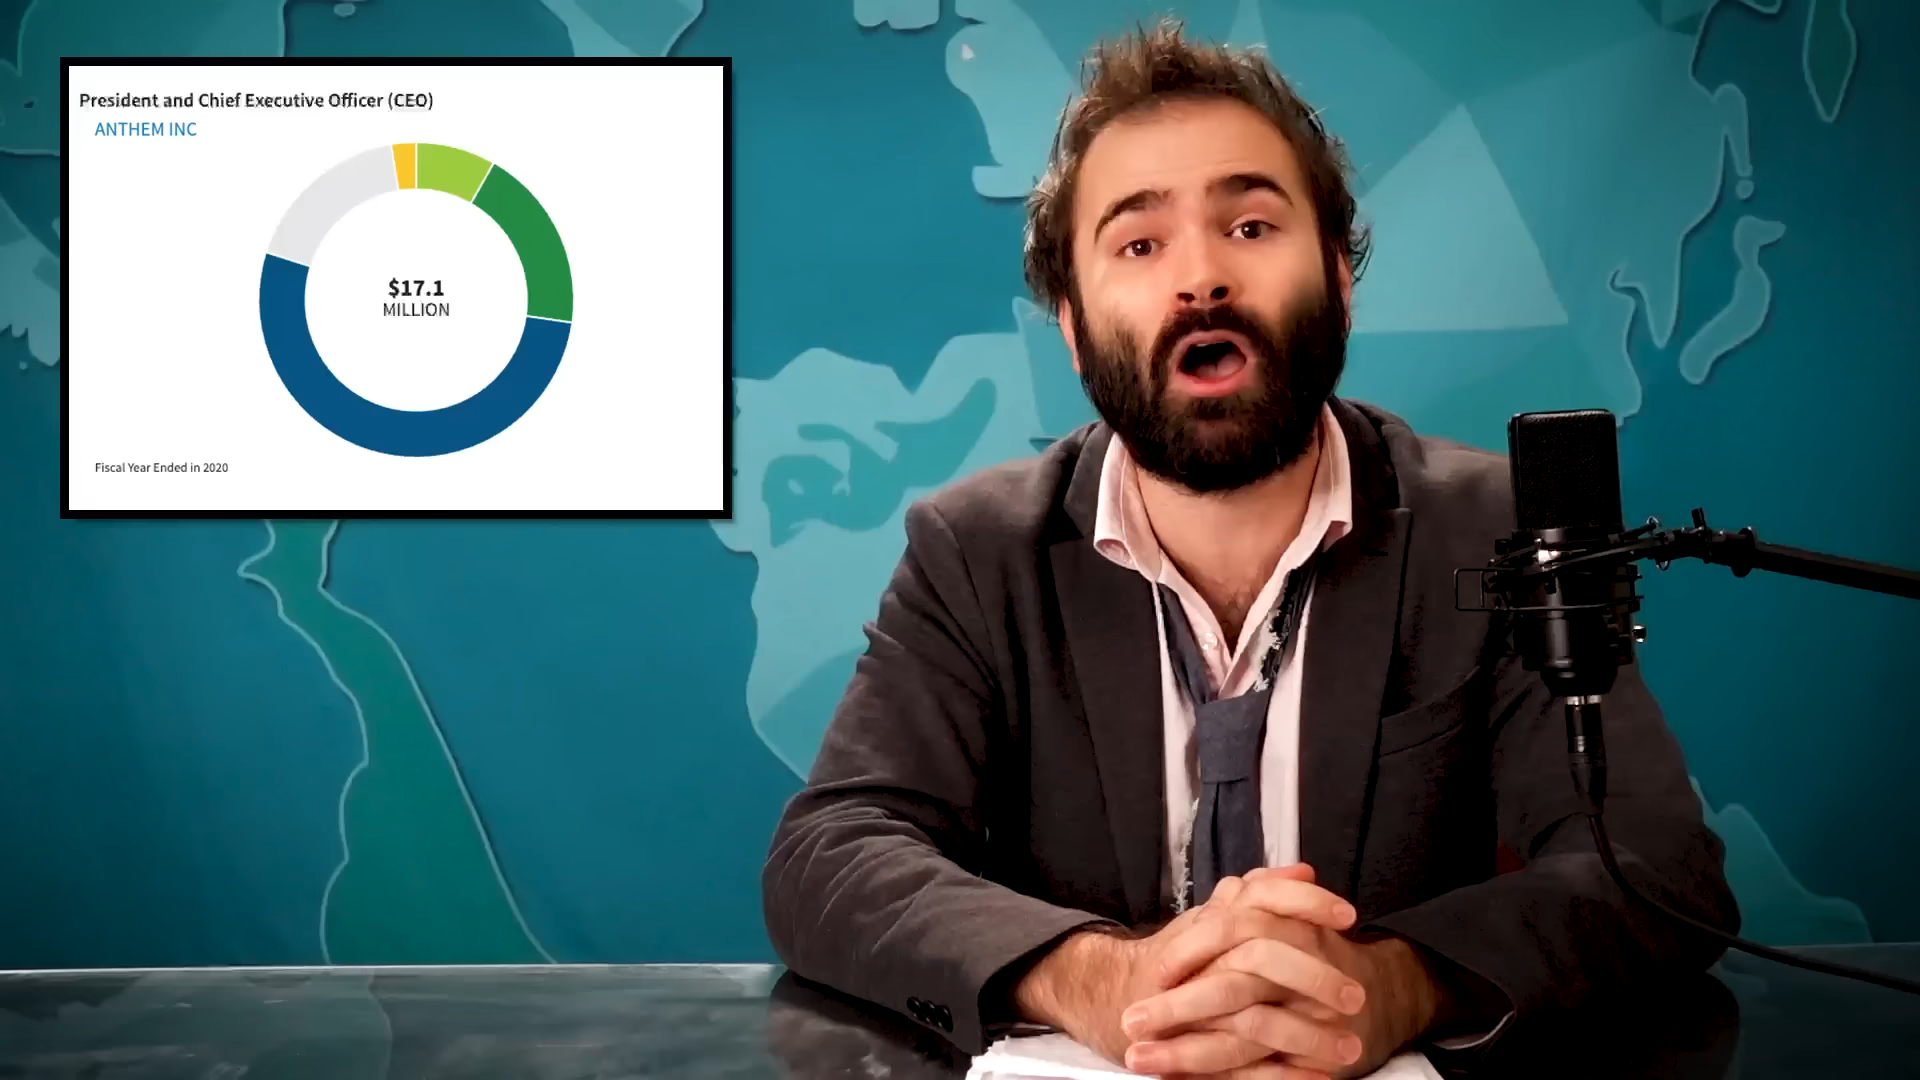 President and Chief Executive Officer (CEO)
ANTHEM INC
$17.1
MILLION
Fiscal Year Ended in 2020